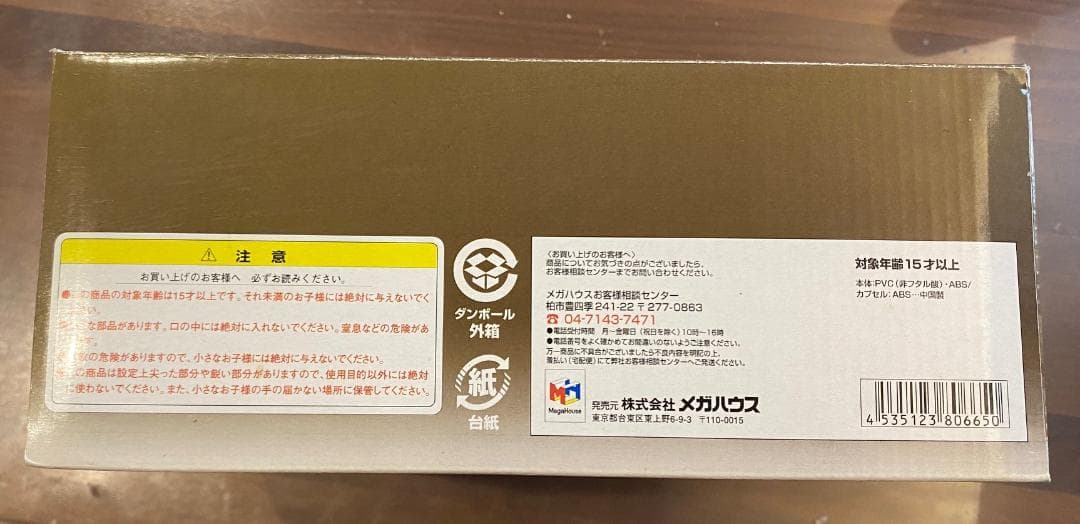 ⚠ 注意
お買い上げのお客様へ 必ずお読みください。
の商品の対象年齢は15才以上です。それ未満のお子様には絶対に与えないでく
さい。
な部品があります。口の中には絶対に入れないでください。窒息などの危険があ
ます。
の危険がありますので、小さなお子様には絶対に与えないでください。
の商品は設定上尖った部分や鋭い部分がありますので、使用目的以外には絶対
に使わないでください。また、小さなお子様の手の届かない場所に保管してください。
ダンボール
外箱
紙
台紙
〈お買い上げのお客様へ〉
商品についてお気づきの点がございましたら、
お客様相談センターまでお問い合わせください。
メガハウスお客様相談センター
柏市豊四季241-22 〒277-0863
☎ 04-7143-7471
●電話受付時間 月~金曜日(祝日を除く)10時~16時
●電話番号をよく確かめてお間違いのないようご注意ください。
万一商品に不具合がございましたら不良内容を明記の上、
着払い(宅配便)にて弊社お客様相談センターへご発送ください。
MegaHouse
発売元 株式会社 メガハウス
東京都台東区東上野6-9-3 〒110-0015
対象年齢15才以上
本体:PVC(非フタル酸)・ABS/
カプセル:ABS…中国製
4 535123 806650